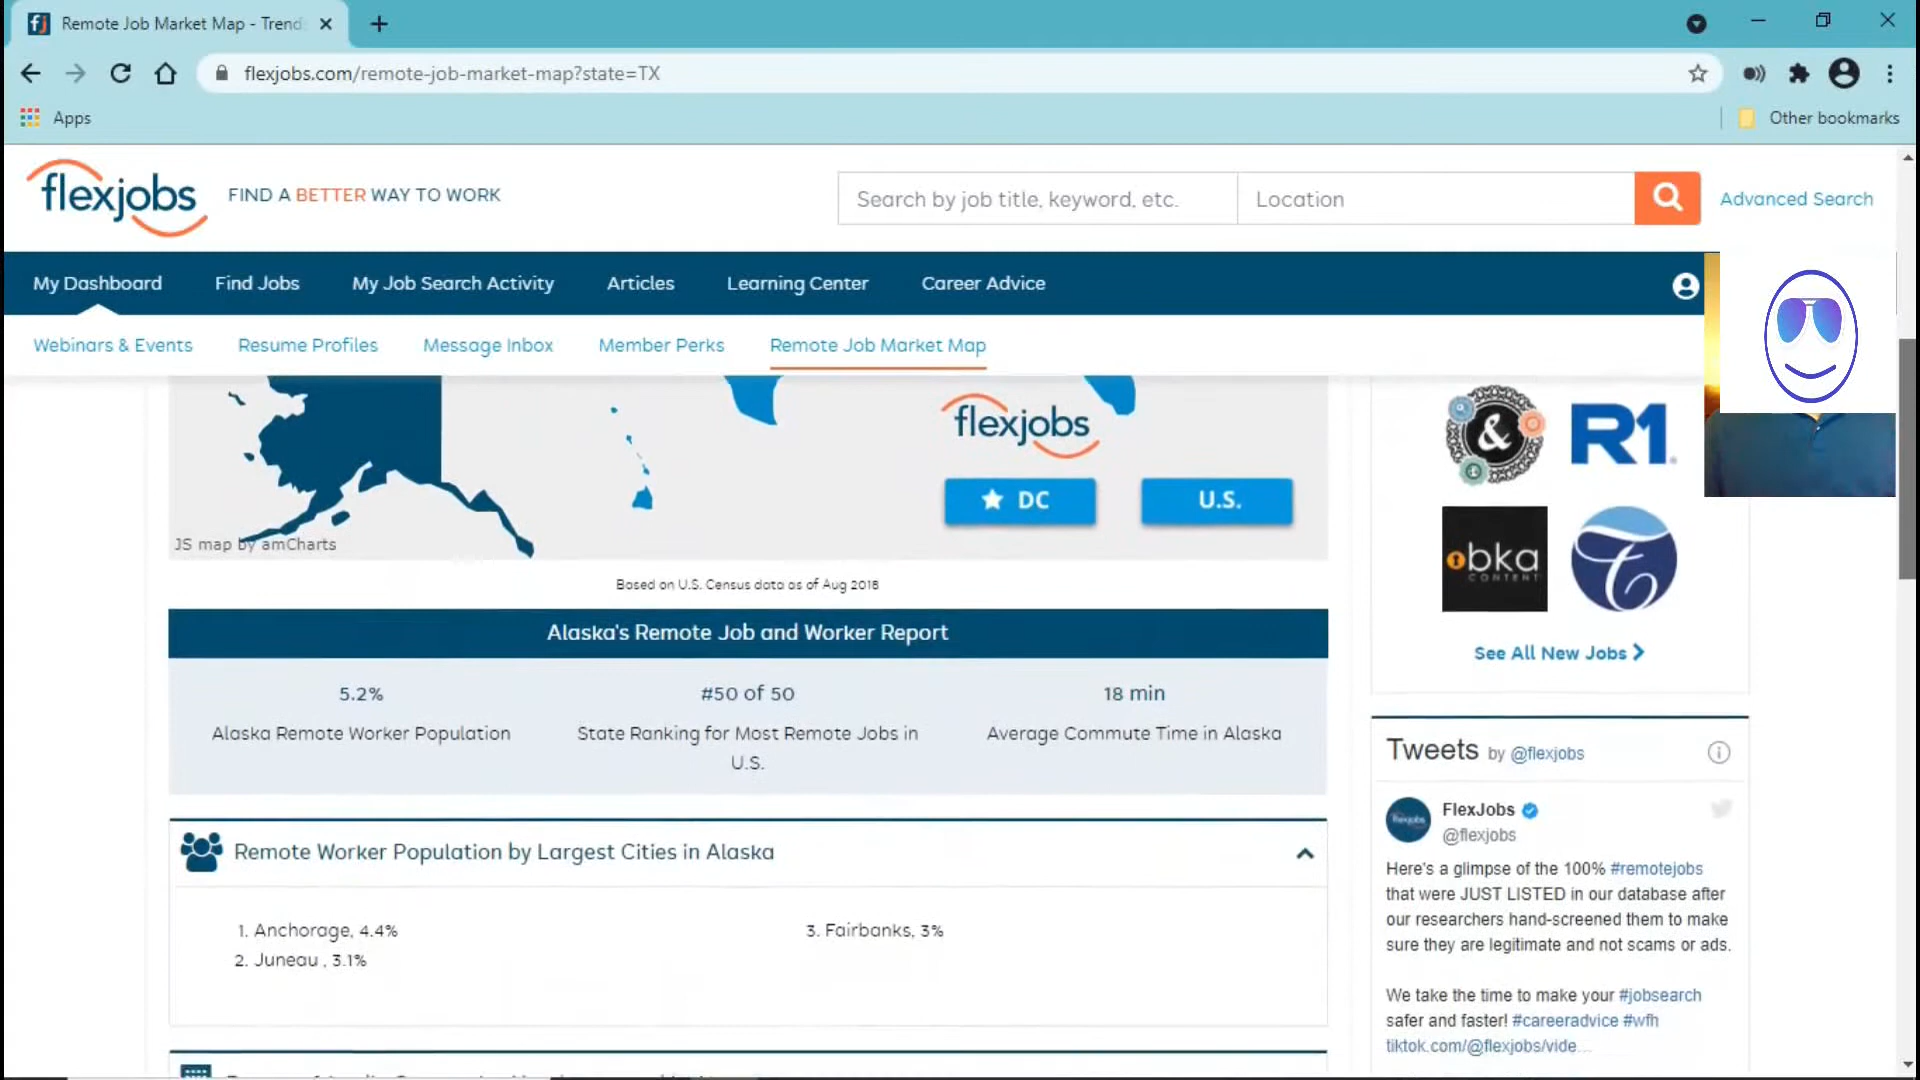 fj Remote Job Market Map - Trend
flexjobs.com/remote-job-market-map?state=TX
Apps
Other bookmarks
flexjobs
FIND A BETTER WAY TO WORK
Search by job title, keyword, etc.
Location
Advanced Search
My Dashboard Find Jobs My Job Search Activity Articles Learning Center Career Advice
Webinars & Events Resume Profiles Message Inbox Member Perks Remote Job Market Map
flexjobs
DC
U.S.
JS map by amCharts
Based on U.S. Census data as of Aug 2018
Alaska's Remote Job and Worker Report
5.2%
Alaska Remote Worker Population
#50 of 50
State Ranking for Most Remote Jobs in
U.S.
18 min
Average Commute Time in Alaska
Remote Worker Population by Largest Cities in Alaska
1. Anchorage, 4.4%
2. Juneau , 3.1%
3. Fairbanks, 3%
&
R1
bka
CONTENT
See All New Jobs
Tweets by @flexjobs
FlexJobs
@flexjobs
Here's a glimpse of the 100% #remotejobs
that were JUST LISTED in our database after
our researchers hand-screened them to make
sure they are legitimate and not scams or ads.
We take the time to make your #jobsearch
safer and faster! #careeradvice #wfh
tiktok.com/@flexjobs/vide...